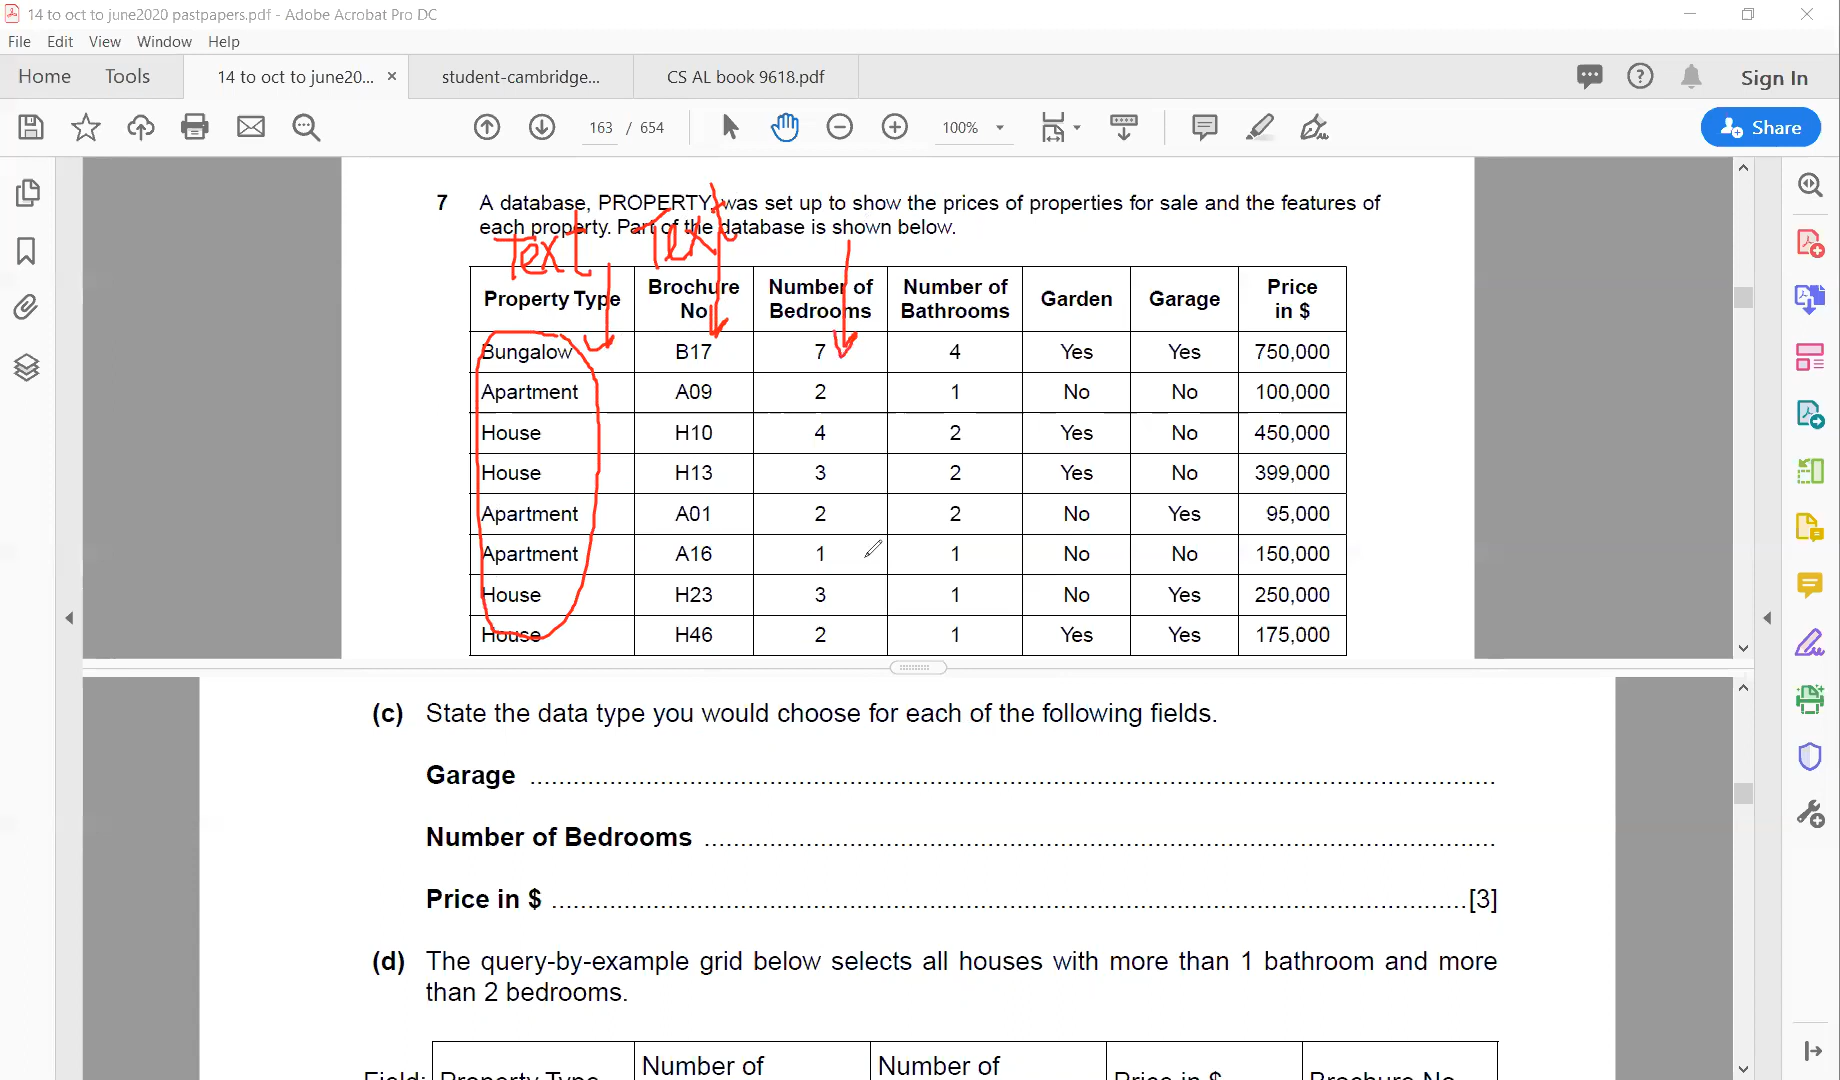 14 to oct to june2020 pastpapers.pdf - Adobe Acrobat Pro DC
File Edit View Window Help
Home Tools 14 to oct to june20... × student-cambridge... CS AL book 9618.pdf Sign In
163 / 654 100% Share
7 A database, PROPERTY, was set up to show the prices of properties for sale and the features of
each property. Part of the database is shown below.
Text Text
Property Type Brochure No Number of Bedrooms Number of Bathrooms Garden Garage Price in $
Bungalow B17 7 4 Yes Yes 750,000
Apartment A09 2 1 No No 100,000
House H10 4 2 Yes No 450,000
House H13 3 2 Yes No 399,000
Apartment A01 2 2 No Yes 95,000
Apartment A16 1 1 No No 150,000
House H23 3 1 No Yes 250,000
House H46 2 1 Yes Yes 175,000
(c) State the data type you would choose for each of the following fields.
Garage ....................
Number of Bedrooms ....................
Price in $ ....................[3]
(d) The query-by-example grid below selects all houses with more than 1 bathroom and more
than 2 bedrooms.
Number of Number of
Field: Property Type Price in $ Brochure No